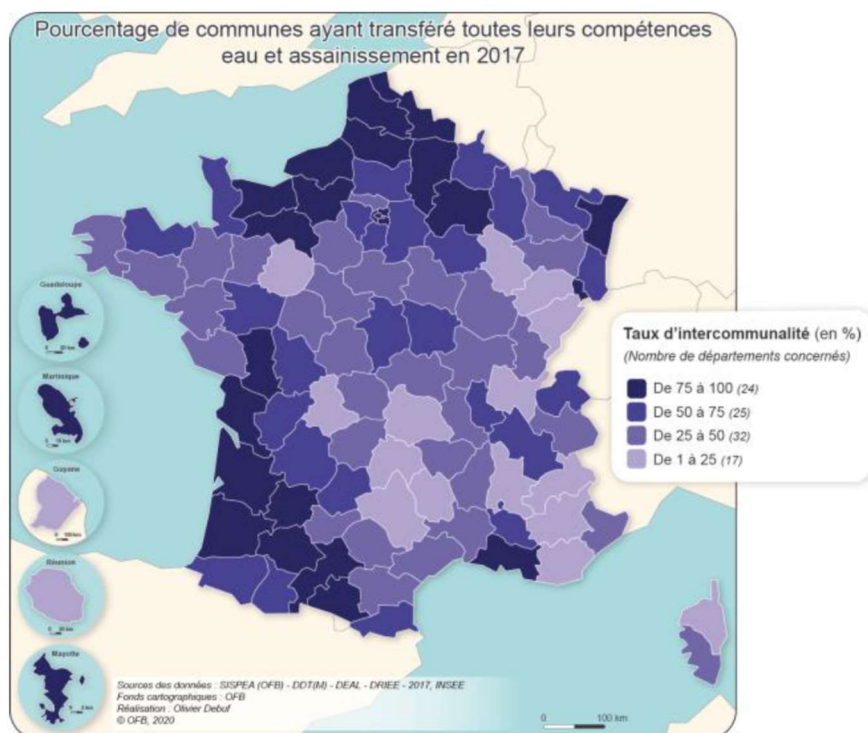 Pourcentage de communes ayant transféré toutes leurs compétences
eau et assainissement en 2017
Guadeloupe
Martinique
Guyane
100 km
Réunion
Mayotte
Taux d'intercommunalité (en %)
(Nombre de départements concernés)
De 75 à 100 (24)
De 50 à 75 (25)
De 25 à 50 (32)
De 1 à 25 (17)
Sources des données : SISPEA (OFB) - DDT(M) - DEAL - DRIEE - 2017, INSEE
Fonds cartographiques : OFB
Réalisation : Olivier Debuf
© OFB, 2020
0 100 km